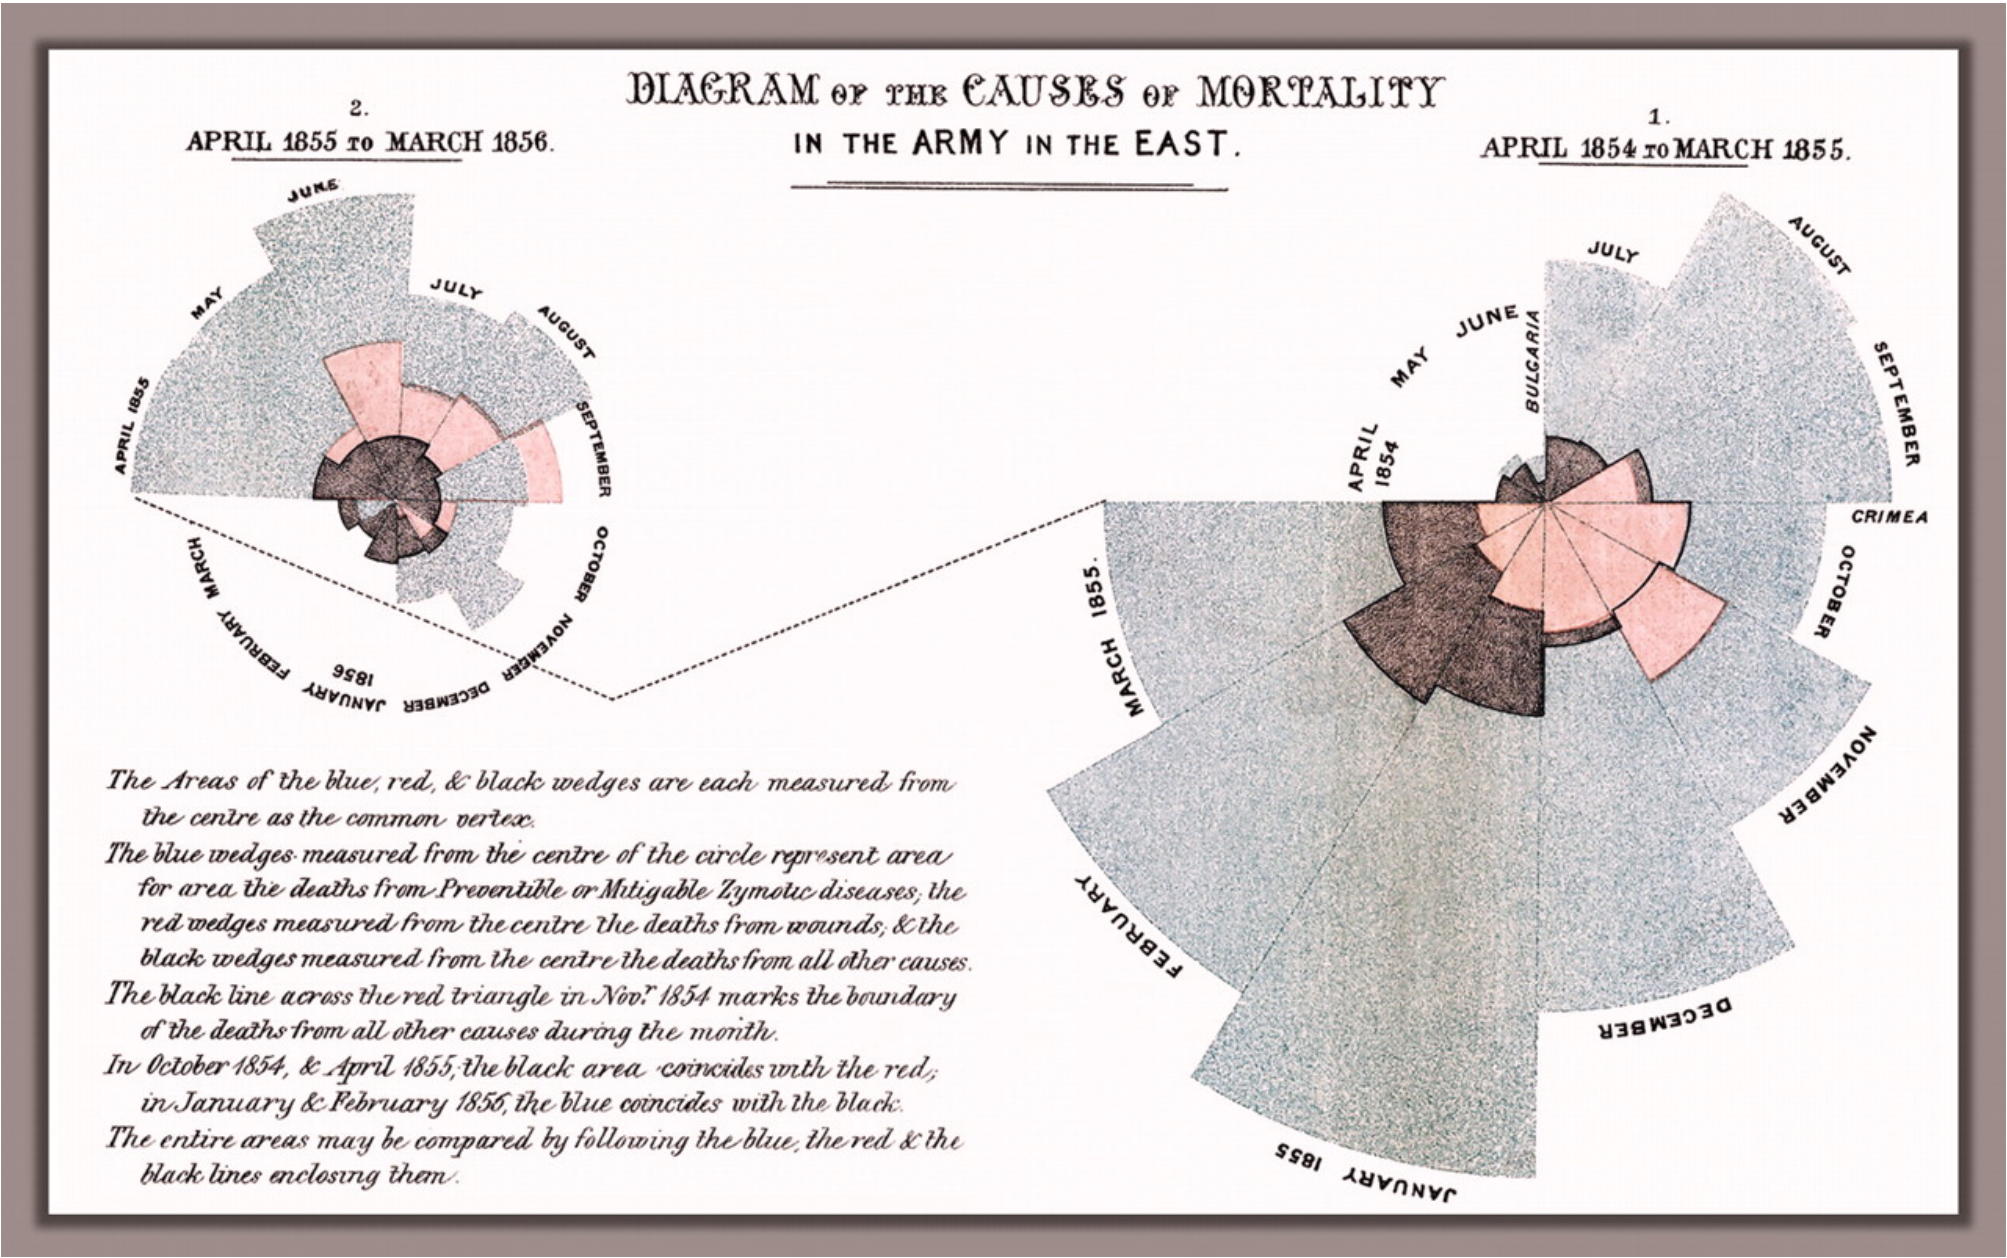 DIAGRAM OF THE CAUSES OF MORTALITY
IN THE ARMY IN THE EAST.
2.
APRIL 1855 TO MARCH 1856.
1.
APRIL 1854 TO MARCH 1855.
APRIL 1855
MAY
JUNE
JULY
AUGUST
SEPTEMBER
OCTOBER
NOVEMBER
DECEMBER
JANUARY
1856
FEBRUARY
MARCH
APRIL
1854
MAY
JUNE
BULGARIA
JULY
AUGUST
SEPTEMBER
CRIMEA
OCTOBER
NOVEMBER
DECEMBER
JANUARY 1855
FEBRUARY
MARCH 1855.
The Areas of the blue, red, & black wedges are each measured from
the centre as the common vertex.
The blue wedges measured from the centre of the circle represent area
for area the deaths from Preventible or Mitigable Zymotic diseases; the
red wedges measured from the centre the deaths from wounds; & the
black wedges measured from the centre the deaths from all other causes.
The black line across the red triangle in Novr. 1854 marks the boundary
of the deaths from all other causes during the month.
In October 1854, & April 1855, the black area coincides with the red;
in January & February 1856, the blue coincides with the black.
The entire areas may be compared by following the blue, the red & the
black lines enclosing them.